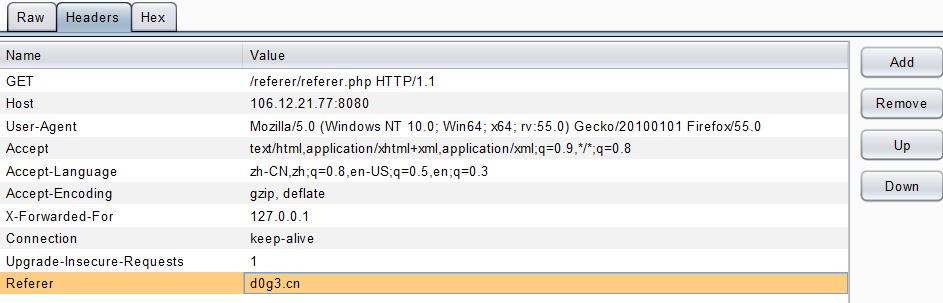 Raw Headers Hex
Name Value
GET /referer/referer.php HTTP/1.1
Host 106.12.21.77:8080
User-Agent Mozilla/5.0 (Windows NT 10.0; Win64; x64; rv:55.0) Gecko/20100101 Firefox/55.0
Accept text/html,application/xhtml+xml,application/xml;q=0.9,*/*;q=0.8
Accept-Language zh-CN,zh;q=0.8,en-US;q=0.5,en;q=0.3
Accept-Encoding gzip, deflate
X-Forwarded-For 127.0.0.1
Connection keep-alive
Upgrade-Insecure-Requests 1
Referer d0g3.cn
Add
Remove
Up
Down